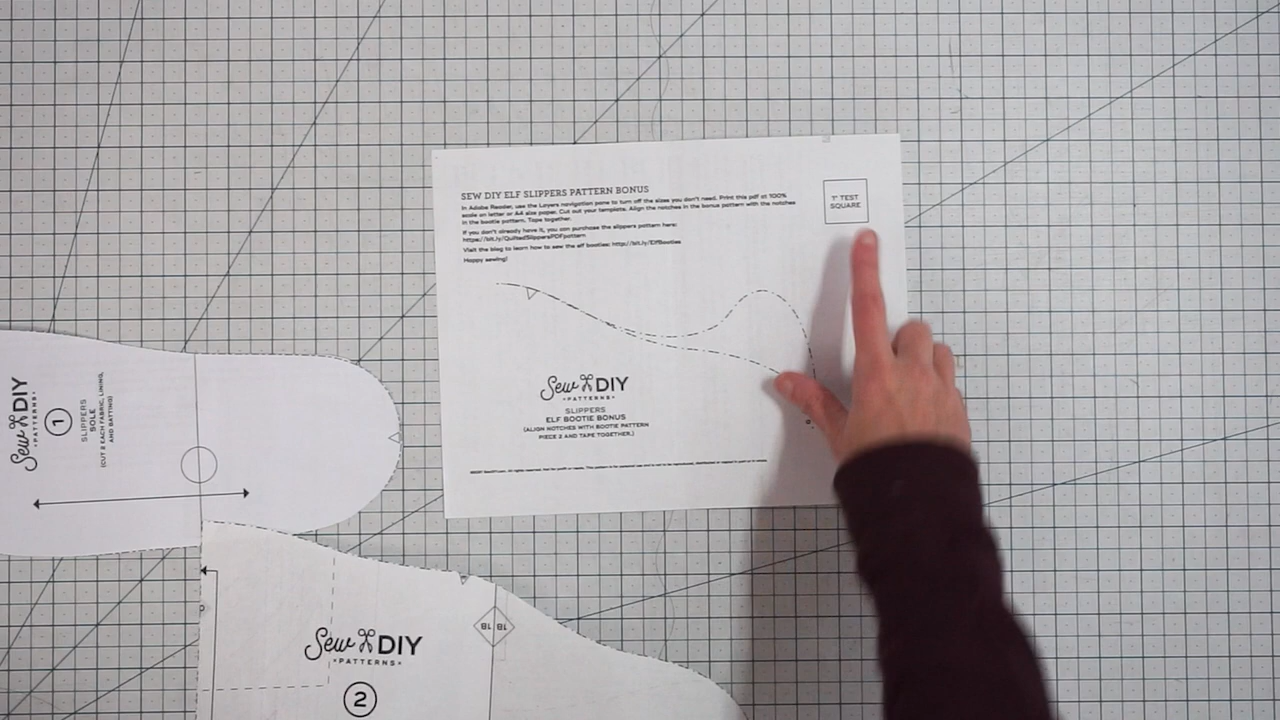 SEW DIY ELF SLIPPERS PATTERN BONUS
In Adobe Reader, use the Layers navigation pane to turn off the sizes you don't need. Print this pdf at 100%
scale on letter or A4 size paper. Cut out your template. Align the notches in the bonus pattern with the notches
in the bootie pattern. Tape together.
If you don't already have it, you can purchase the slippers pattern here:
https://bit.ly/QuiltedSlippersPDFpattern
Visit the blog to learn how to sew the elf booties: http://bit.ly/ElfBooties
Happy sewing!
1" TEST
SQUARE
Sew DIY
•PATTERNS•
SLIPPERS
ELF BOOTIE BONUS
(ALIGN NOTCHES WITH BOOTIE PATTERN
PIECE 2 AND TAPE TOGETHER.)
Sew DIY
•PATTERNS•
1
SLIPPERS
SOLE
(CUT 2 EACH FABRIC, LINING,
AND BATTING)
1B 1B
Sew DIY
•PATTERNS•
2